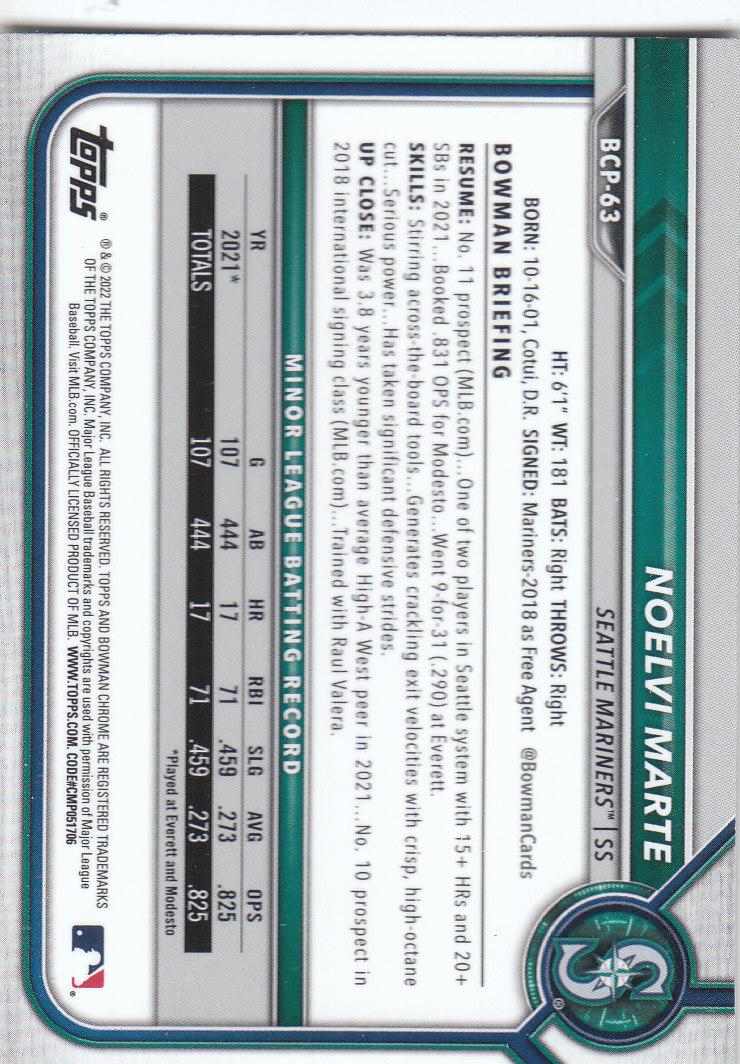 BCP-63
NOELVI MARTE
SEATTLE MARINERS™ | SS
HT: 6'1" WT: 181 BATS: Right THROWS: Right
BORN: 10-16-01, Cotui, D.R. SIGNED: Mariners-2018 as Free Agent @BowmanCards
BOWMAN BRIEFING
RESUME: No. 11 prospect (MLB.com)...One of two players in Seattle system with 15+ HRs and 20+
SBs in 2021...Booked .831 OPS for Modesto...Went 9-for-31 (.290) at Everett.
SKILLS: Stirring across-the-board tools...Generates crackling exit velocities with crisp, high-octane
cut...Serious power...Has taken significant defensive strides.
UP CLOSE: Was 3.8 years younger than average High-A West peer in 2021...No. 10 prospect in
2018 international signing class (MLB.com)...Trained with Raul Valera.
MINOR LEAGUE BATTING RECORD
YR G AB HR RBI SLG AVG OPS
2021* 107 444 17 71 .459 .273 .825
TOTALS 107 444 17 71 .459 .273 .825
*Played at Everett and Modesto
topps®
® & © 2022 THE TOPPS COMPANY, INC. ALL RIGHTS RESERVED. TOPPS AND BOWMAN CHROME ARE REGISTERED TRADEMARKS
OF THE TOPPS COMPANY, INC. Major League Baseball trademarks and copyrights are used with permission of Major League
Baseball. Visit MLB.com. OFFICIALLY LICENSED PRODUCT OF MLB. WWW.TOPPS.COM. CODE#CMP051706